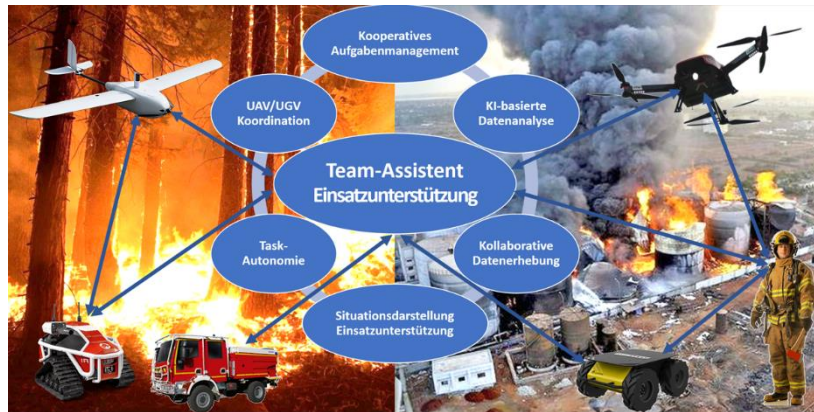 Kooperatives
Aufgabenmanagement
UAV/UGV
Koordination
KI-basierte
Datenanalyse
Team-Assistent
Einsatzunterstützung
Task-
Autonomie
Kollaborative
Datenerhebung
Situationsdarstellung
Einsatzunterstützung